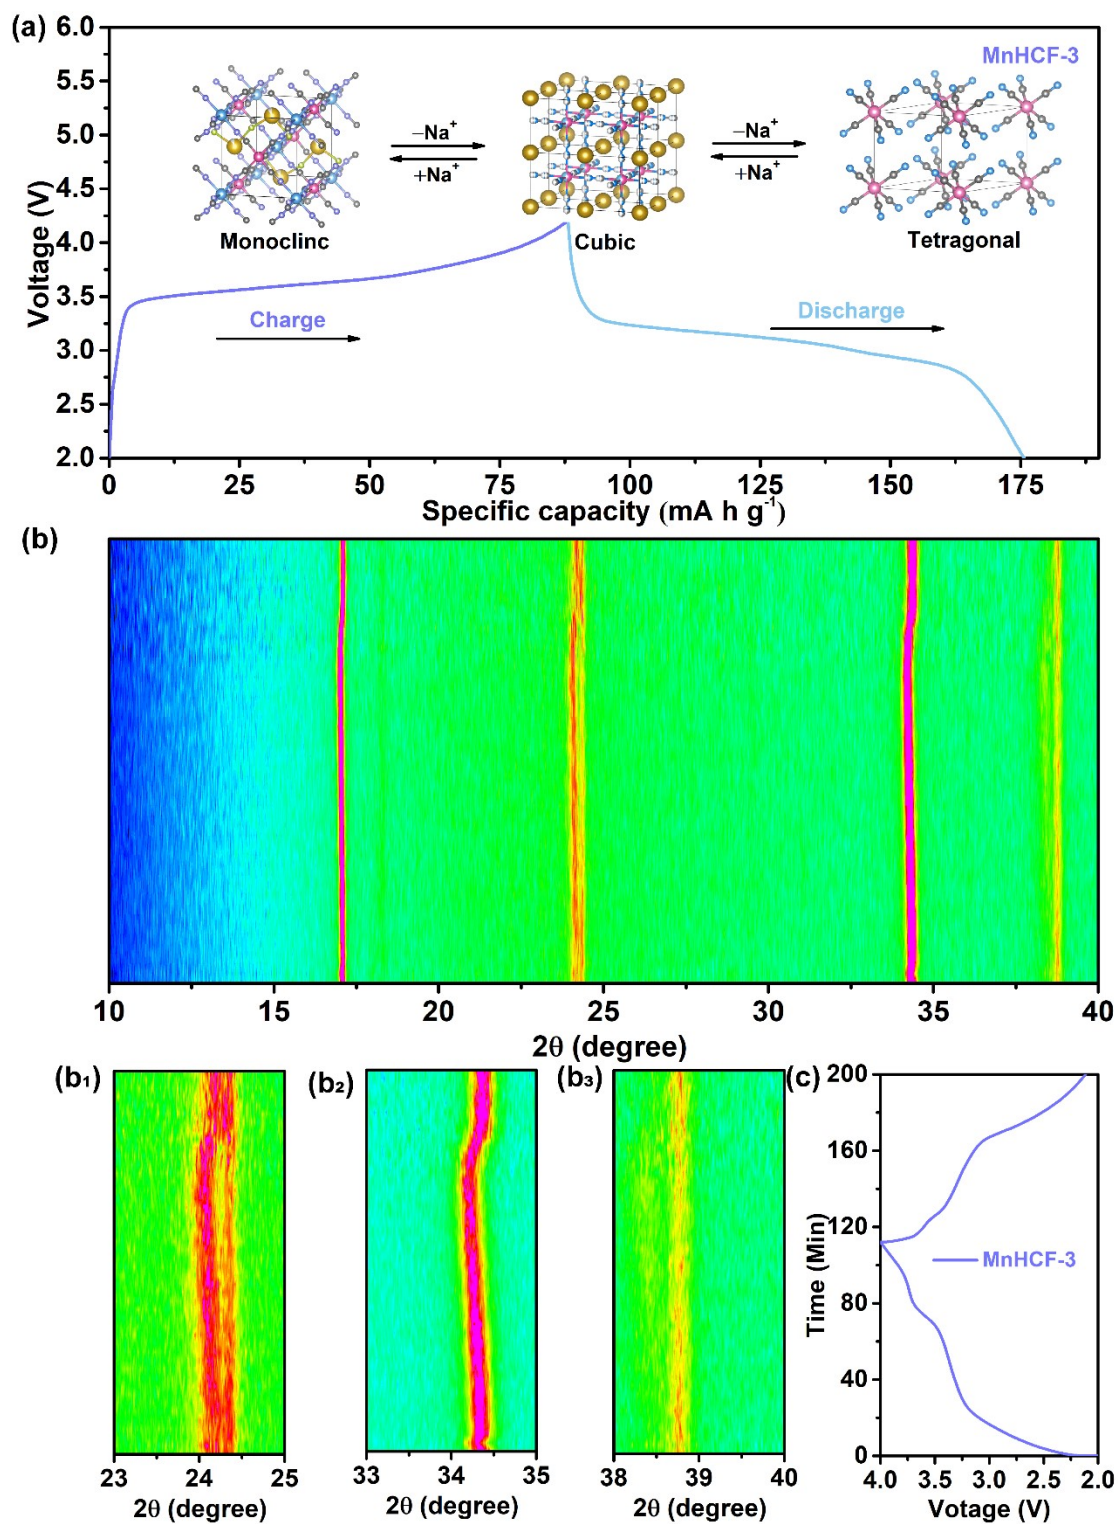 (a)
MnHCF-3
6.0
5.5
5.0
4.5
4.0
3.5
3.0
2.5
2.0
Voltage (V)
−Na⁺
+Na⁺
−Na⁺
+Na⁺
Monoclinc
Cubic
Tetragonal
Charge
Discharge
0 25 50 75 100 125 150 175
Specific capacity (mA h g⁻¹)
(b)
10 15 20 25 30 35 40
2θ (degree)
(b₁)
23 24 25
2θ (degree)
(b₂)
33 34 35
2θ (degree)
(b₃)
38 39 40
2θ (degree)
(c)
200
160
120
80
40
0
Time (Min)
MnHCF-3
4.0 3.5 3.0 2.5 2.0
Votage (V)